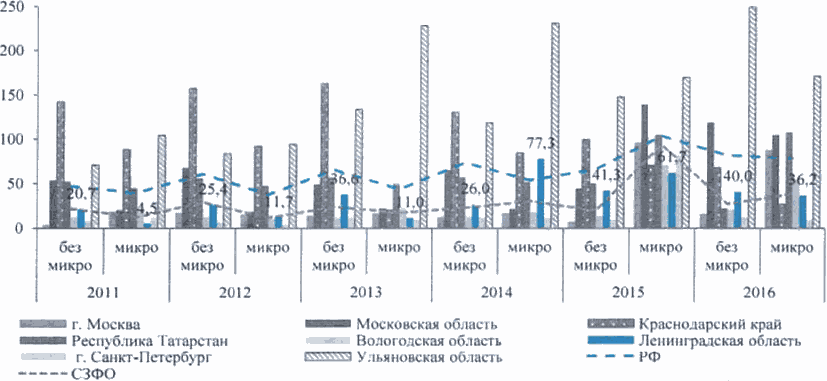 250
200
150
100
50
0
20,7 4,5 25,4 11,7 36,6 11,0 26,0 77,3 41,3 61,7 40,0 36,2
без микро микро без микро микро без микро микро без микро микро без микро микро без микро микро
2011 2012 2013 2014 2015 2016
г. Москва Московская область Краснодарский край
Республика Татарстан Вологодская область Ленинградская область
г. Санкт-Петербург Ульяновская область РФ
СЗФО